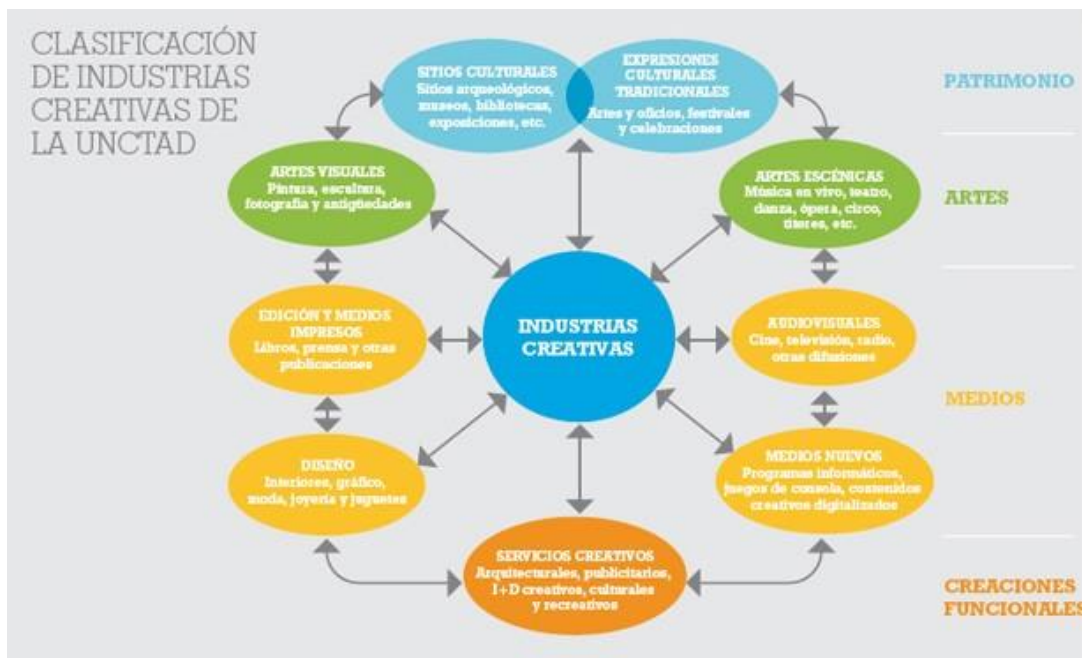 CLASIFICACIÓN
DE INDUSTRIAS
CREATIVAS DE
LA UNCTAD
SITIOS CULTURALES
Sitios arqueológicos,
museos, bibliotecas,
exposiciones, etc.
EXPRESIONES
CULTURALES
TRADICIONALES
Artes y oficios, festivales
y celebraciones
PATRIMONIO
ARTES VISUALES
Pintura, escultura,
fotografía y antigüedades
ARTES ESCÉNICAS
Música en vivo, teatro,
danza, ópera, circo,
títeres, etc.
ARTES
EDICIÓN Y MEDIOS
IMPRESOS
Libros, prensa y otras
publicaciones
INDUSTRIAS
CREATIVAS
AUDIOVISUALES
Cine, televisión, radio,
otras difusiones
MEDIOS
DISEÑO
Interiores, gráfico,
moda, joyería y juguetes
MEDIOS NUEVOS
Programas informáticos,
juegos de consola, contenidos
creativos digitalizados
SERVICIOS CREATIVOS
Arquitecturales, publicitarios,
I+D creativos, culturales
y recreativos
CREACIONES
FUNCIONALES